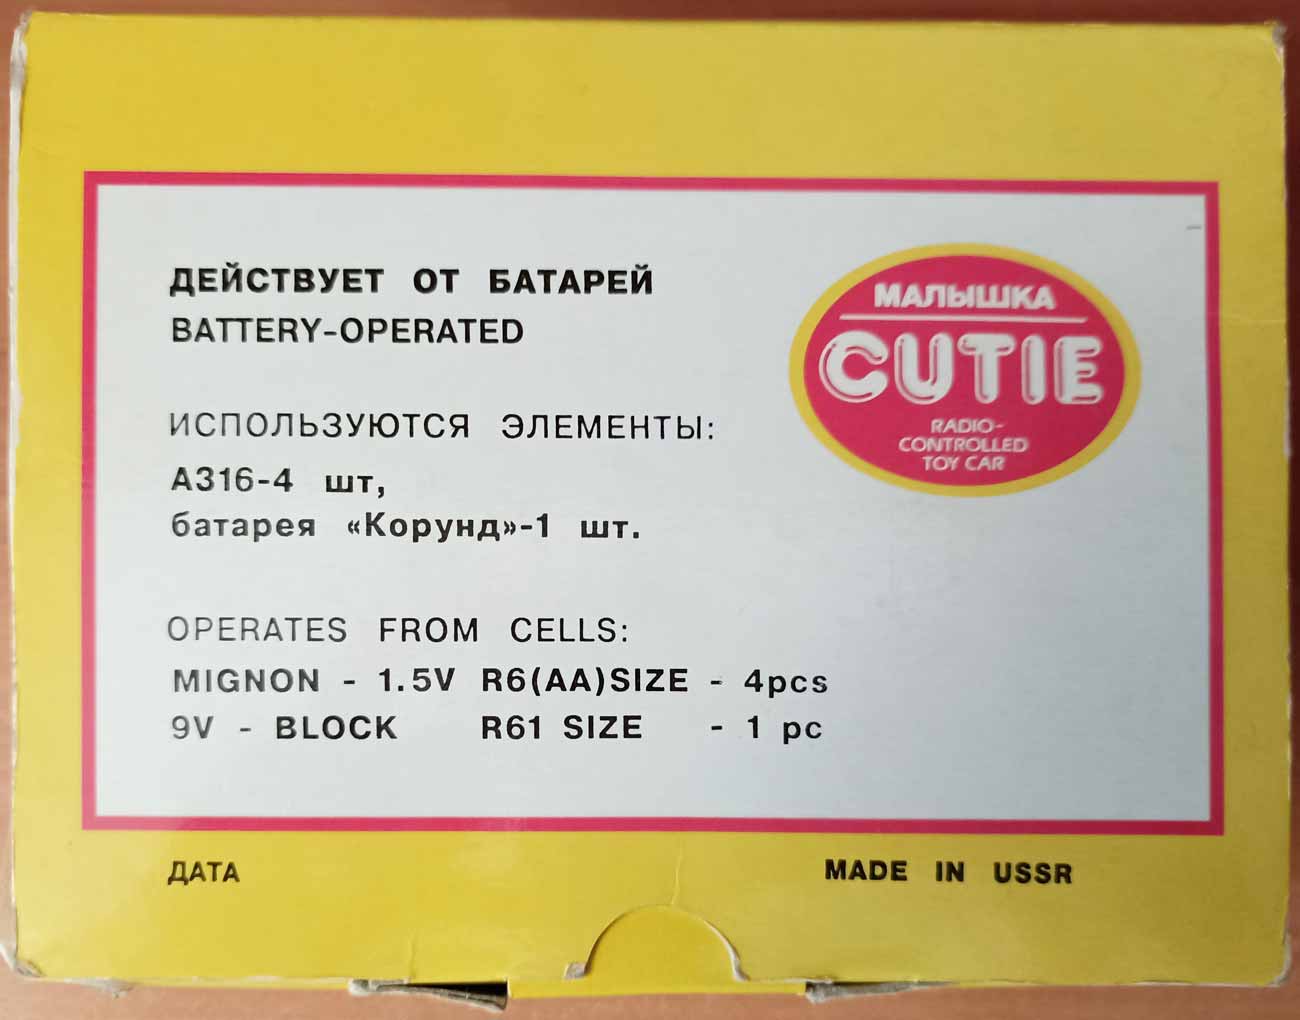 ДЕЙСТВУЕТ ОТ БАТАРЕЙ
BATTERY-OPERATED
МАЛЫШКА
CUTIE
RADIO-
CONTROLLED
TOY CAR
ИСПОЛЬЗУЮТСЯ ЭЛЕМЕНТЫ:
А316-4 шт,
батарея «Корунд»-1 шт.
OPERATES FROM CELLS:
MIGNON - 1.5V R6(AA)SIZE - 4pcs
9V - BLOCK R61 SIZE - 1 pc
ДАТА
MADE IN USSR